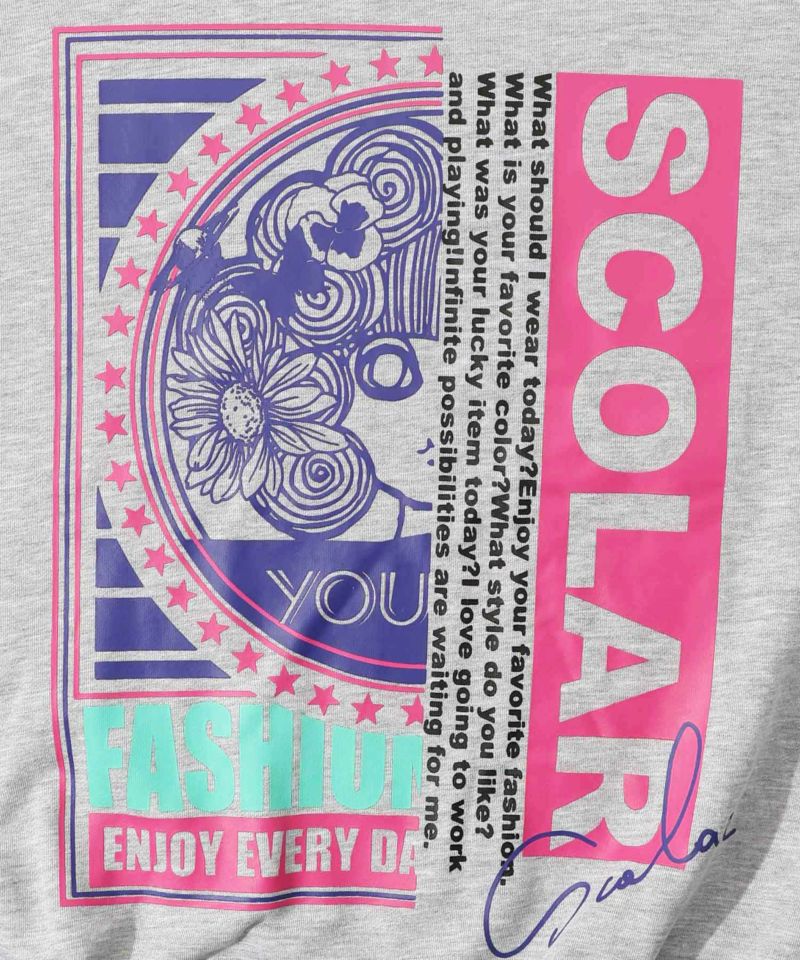 YOU
FASHION
ENJOY EVERY DA
What should I wear today?Enjoy your favorite fashion.
What is your favorite color?What style do you like?
What was your lucky item today?I love going to work
and playing!Infinite possibilities are waiting for me.
SCOLAR
Scolar